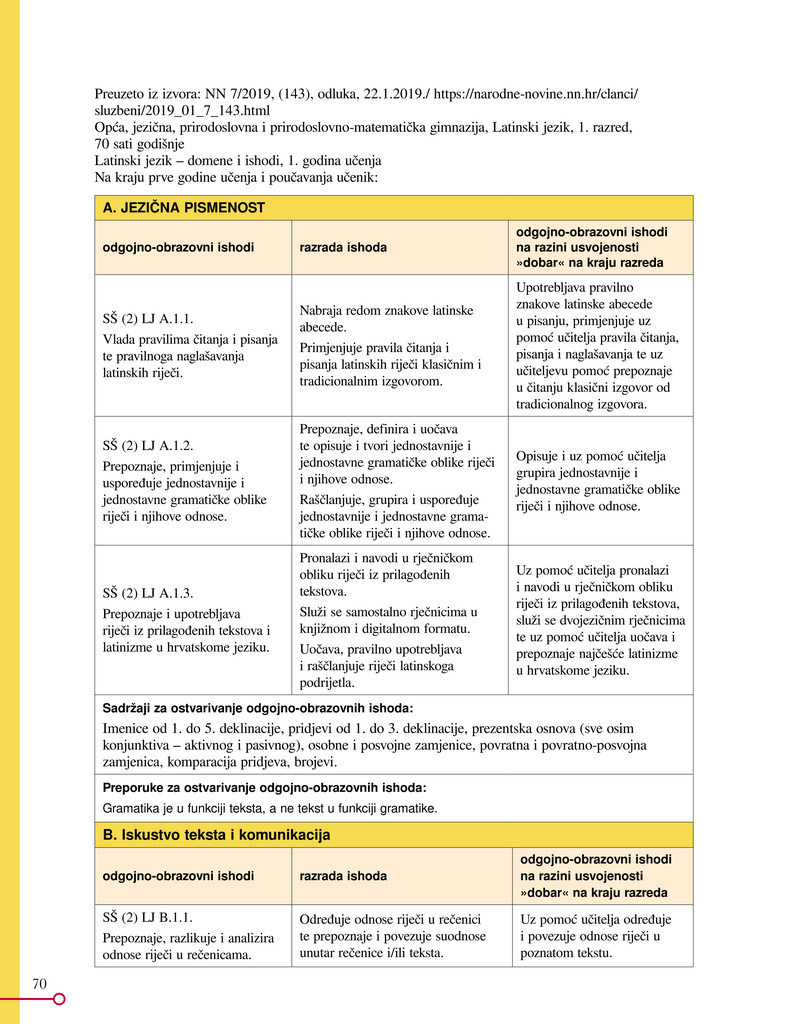 Preuzeto iz izvora: NN 7/2019, (143), odluka, 22.1.2019./ https://narodne-novine.nn.hr/clanci/
sluzbeni/2019_01_7_143.html
Opća, jezična, prirodoslovna i prirodoslovno-matematička gimnazija, Latinski jezik, 1. razred,
70 sati godišnje
Latinski jezik – domene i ishodi, 1. godina učenja
Na kraju prve godine učenja i poučavanja učenik:
A. JEZIČNA PISMENOST
odgojno-obrazovni ishodi
razrada ishoda
odgojno-obrazovni ishodi
na razini usvojenosti
»dobar« na kraju razreda
SŠ (2) LJ A.1.1.
Vlada pravilima čitanja i pisanja
te pravilnoga naglašavanja
latinskih riječi.
Nabraja redom znakove latinske
abecede.
Primjenjuje pravila čitanja i
pisanja latinskih riječi klasičnim i
tradicionalnim izgovorom.
Upotrebljava pravilno
znakove latinske abecede
u pisanju, primjenjuje uz
pomoć učitelja pravila čitanja,
pisanja i naglašavanja te uz
učiteljevu pomoć prepoznaje
u čitanju klasični izgovor od
tradicionalnog izgovora.
SŠ (2) LJ A.1.2.
Prepoznaje, primjenjuje i
uspoređuje jednostavnije i
jednostavne gramatičke oblike
riječi i njihove odnose.
Prepoznaje, definira i uočava
te opisuje i tvori jednostavnije i
jednostavne gramatičke oblike riječi
i njihove odnose.
Raščlanjuje, grupira i uspoređuje
jednostavnije i jednostavne grama-
tičke oblike riječi i njihove odnose.
Opisuje i uz pomoć učitelja
grupira jednostavnije i
jednostavne gramatičke oblike
riječi i njihove odnose.
SŠ (2) LJ A.1.3.
Prepoznaje i upotrebljava
riječi iz prilagođenih tekstova i
latinizme u hrvatskome jeziku.
Pronalazi i navodi u rječničkom
obliku riječi iz prilagođenih
tekstova.
Služi se samostalno rječnicima u
knjižnom i digitalnom formatu.
Uočava, pravilno upotrebljava
i raščlanjuje riječi latinskoga
podrijetla.
Uz pomoć učitelja pronalazi
i navodi u rječničkom obliku
riječi iz prilagođenih tekstova,
služi se dvojezičnim rječnicima
te uz pomoć učitelja uočava i
prepoznaje najčešće latinizme
u hrvatskome jeziku.
Sadržaji za ostvarivanje odgojno-obrazovnih ishoda:
Imenice od 1. do 5. deklinacije, pridjevi od 1. do 3. deklinacije, prezentska osnova (sve osim
konjunktiva – aktivnog i pasivnog), osobne i posvojne zamjenice, povratna i povratno-posvojna
zamjenica, komparacija pridjeva, brojevi.
Preporuke za ostvarivanje odgojno-obrazovnih ishoda:
Gramatika je u funkciji teksta, a ne tekst u funkciji gramatike.
B. Iskustvo teksta i komunikacija
odgojno-obrazovni ishodi
razrada ishoda
odgojno-obrazovni ishodi
na razini usvojenosti
»dobar« na kraju razreda
SŠ (2) LJ B.1.1.
Prepoznaje, razlikuje i analizira
odnose riječi u rečenicama.
Određuje odnose riječi u rečenici
te prepoznaje i povezuje suodnose
unutar rečenice i/ili teksta.
Uz pomoć učitelja određuje
i povezuje odnose riječi u
poznatom tekstu.
70